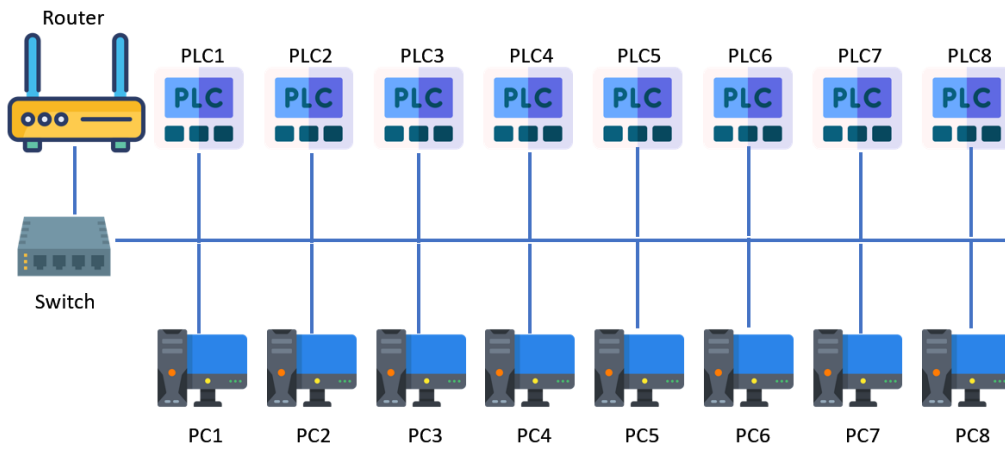 Router
PLC1 PLC2 PLC3 PLC4 PLC5 PLC6 PLC7 PLC8
PLC PLC PLC PLC PLC PLC PLC PLC
Switch
PC1 PC2 PC3 PC4 PC5 PC6 PC7 PC8